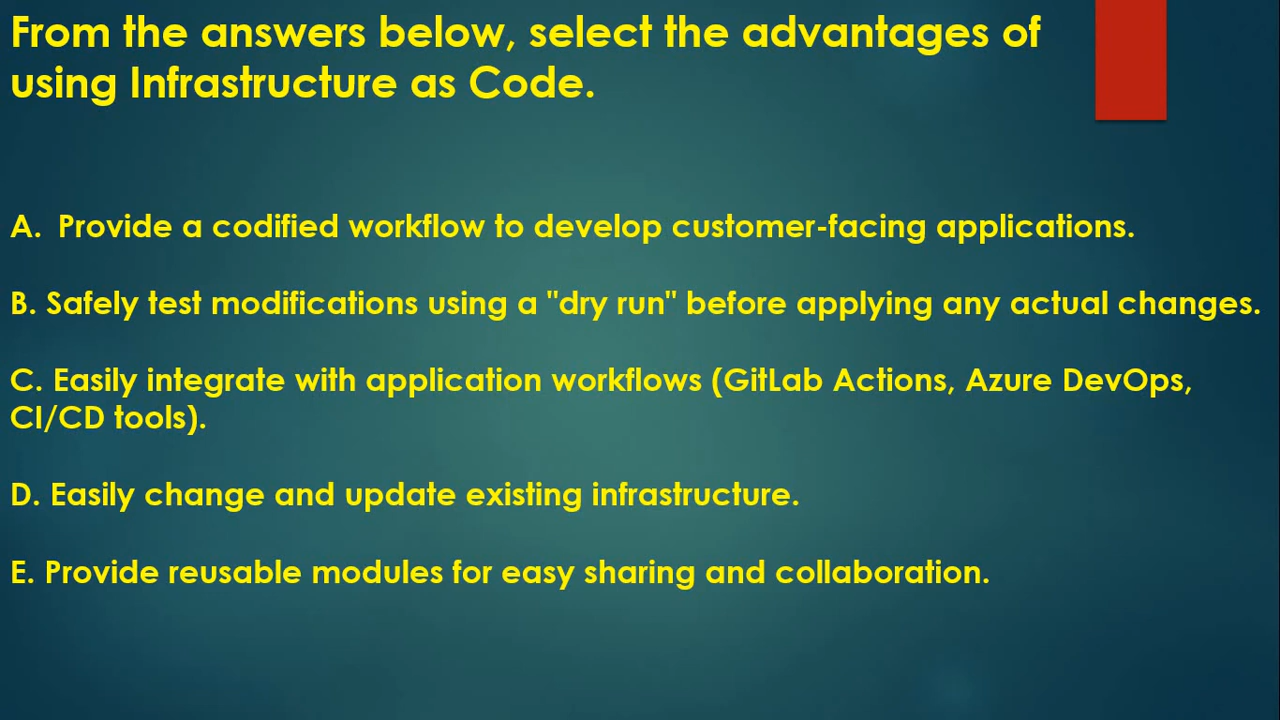 From the answers below, select the advantages of
using Infrastructure as Code.
A. Provide a codified workflow to develop customer-facing applications.
B. Safely test modifications using a "dry run" before applying any actual changes.
C. Easily integrate with application workflows (GitLab Actions, Azure DevOps,
CI/CD tools).
D. Easily change and update existing infrastructure.
E. Provide reusable modules for easy sharing and collaboration.